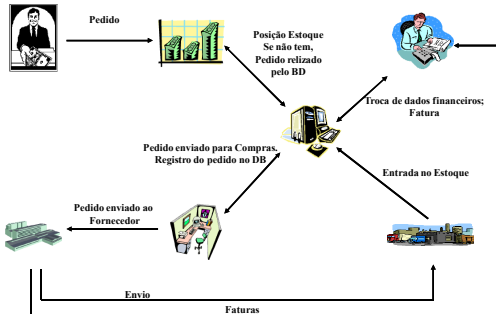 Pedido
Posição Estoque
Se não tem,
Pedido relizado
pelo BD
Troca de dados financeiros;
Fatura
Pedido enviado para Compras.
Registro do pedido no DB
Entrada no Estoque
Pedido enviado ao
Fornecedor
Envio
Faturas